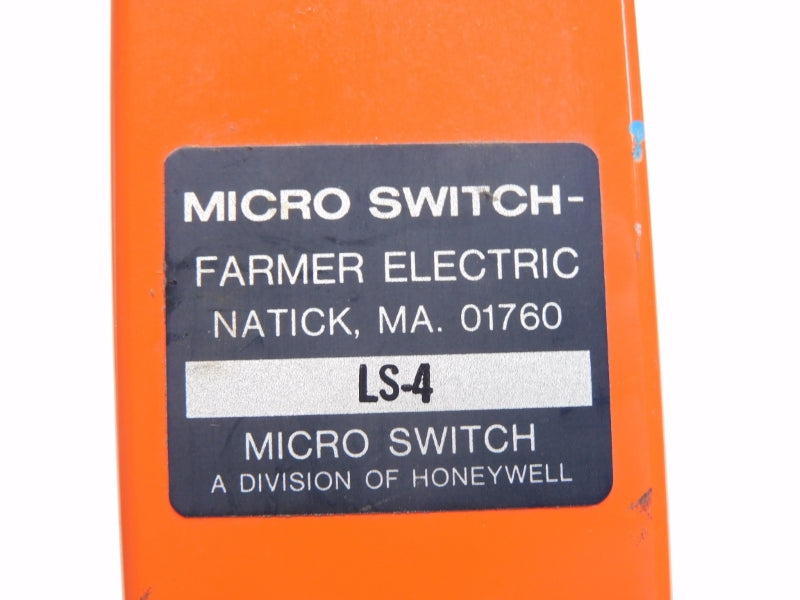 MICRO SWITCH-
FARMER ELECTRIC
NATICK, MA. 01760
LS-4
MICRO SWITCH
A DIVISION OF HONEYWELL